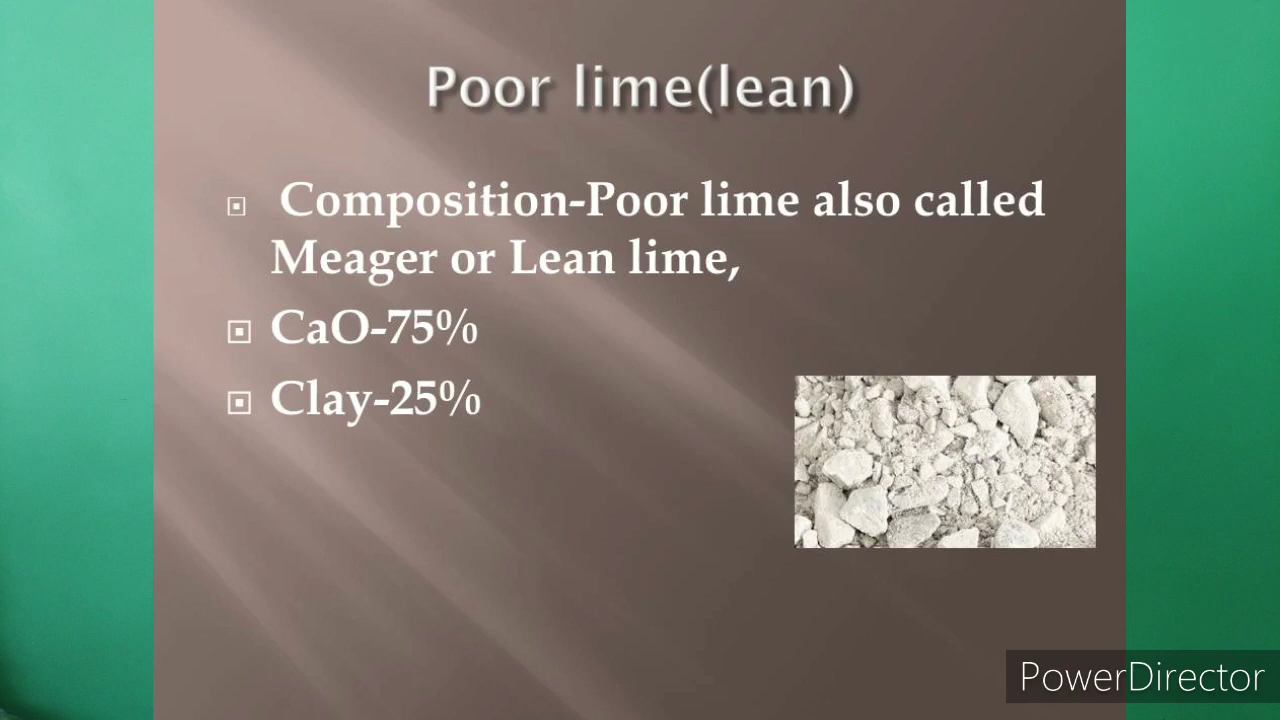 Poor lime(lean)
Composition-Poor lime also called
Meager or Lean lime,
CaO-75%
Clay-25%
PowerDirector